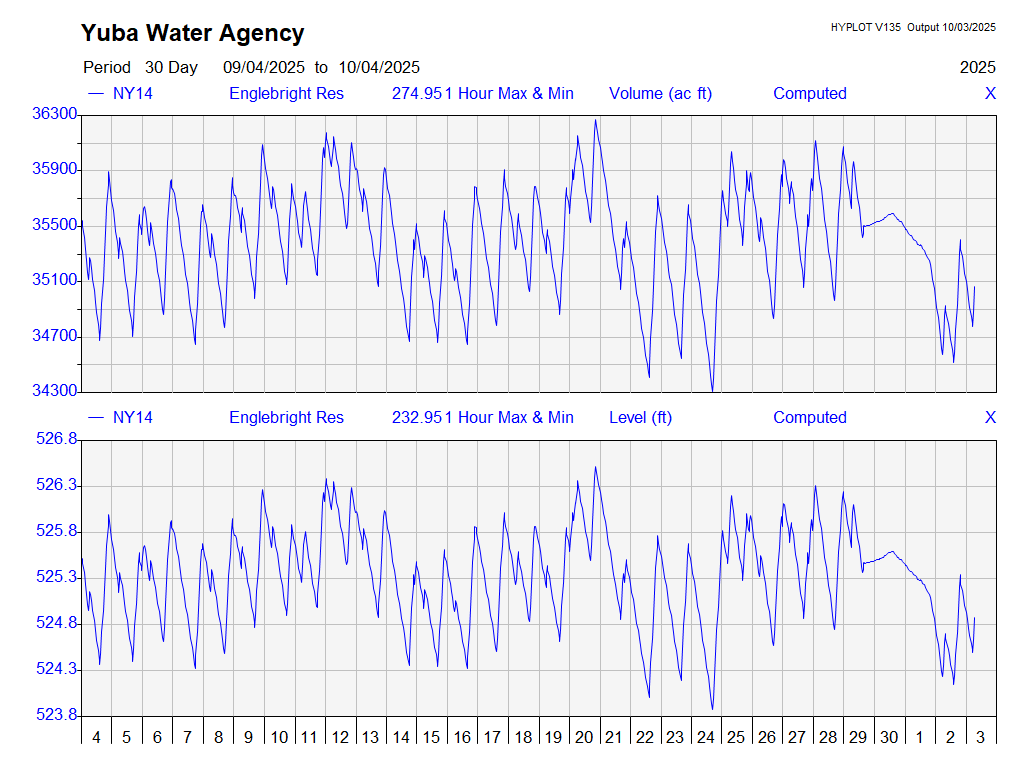 Yuba Water Agency
HYPLOT V135 Output 10/03/2025
Period 30 Day 09/04/2025 to 10/04/2025 2025
— NY14 Englebright Res 274.951 Hour Max & Min Volume (ac ft) Computed X
36300
35900
35500
35100
34700
34300
— NY14 Englebright Res 232.951 Hour Max & Min Level (ft) Computed X
526.8
526.3
525.8
525.3
524.8
524.3
523.8
4 5 6 7 8 9 10 11 12 13 14 15 16 17 18 19 20 21 22 23 24 25 26 27 28 29 30 1 2 3